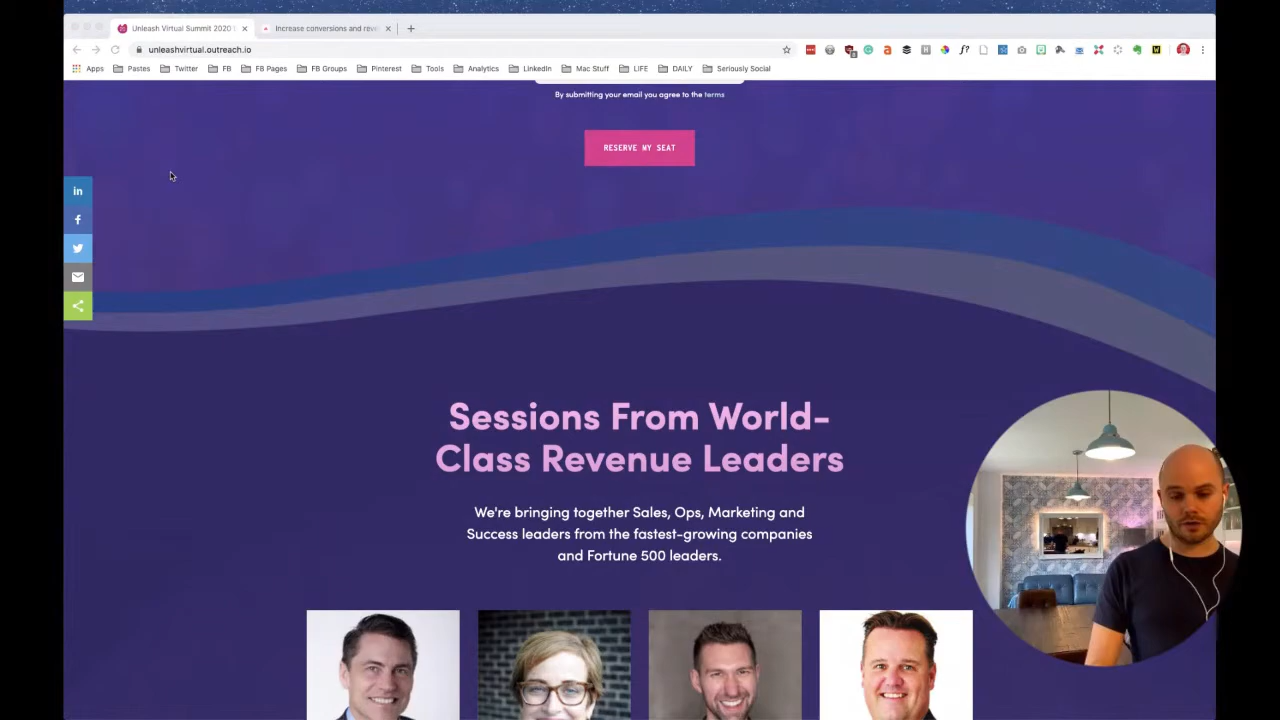 Unleash Virtual Summit 2020
Increase conversions and reve
unleashvirtual.outreach.io
Apps Pastes Twitter FB FB Pages FB Groups Pinterest Tools Analytics LinkedIn Mac Stuff LIFE DAILY Seriously Social
By submitting your email you agree to the terms
RESERVE MY SEAT
in
f
Sessions From World-
Class Revenue Leaders
We're bringing together Sales, Ops, Marketing and
Success leaders from the fastest-growing companies
and Fortune 500 leaders.